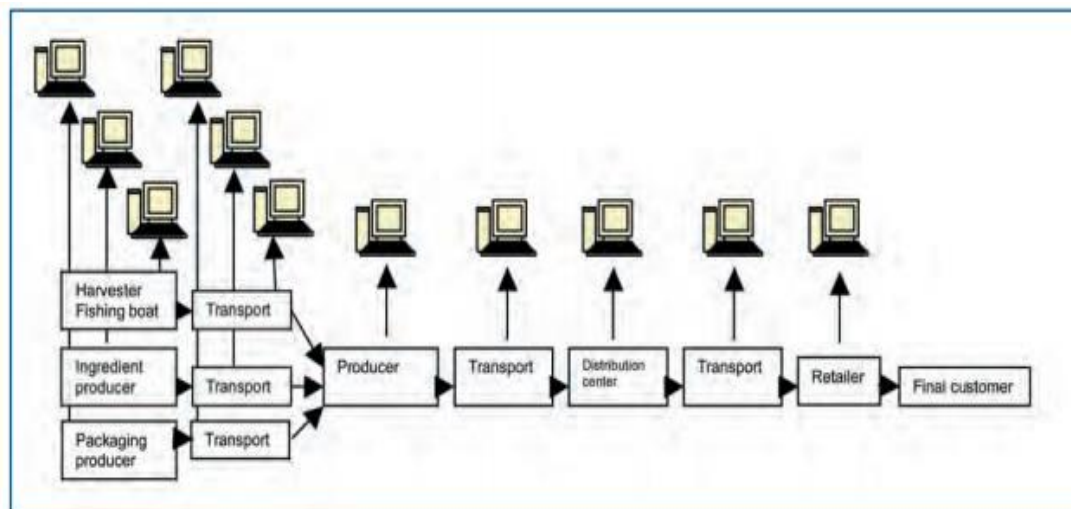 Harvester
Fishing boat
Transport
Ingredient
producer
Transport
Packaging
producer
Transport
Producer
Transport
Distribution
center
Transport
Retailer
Final customer